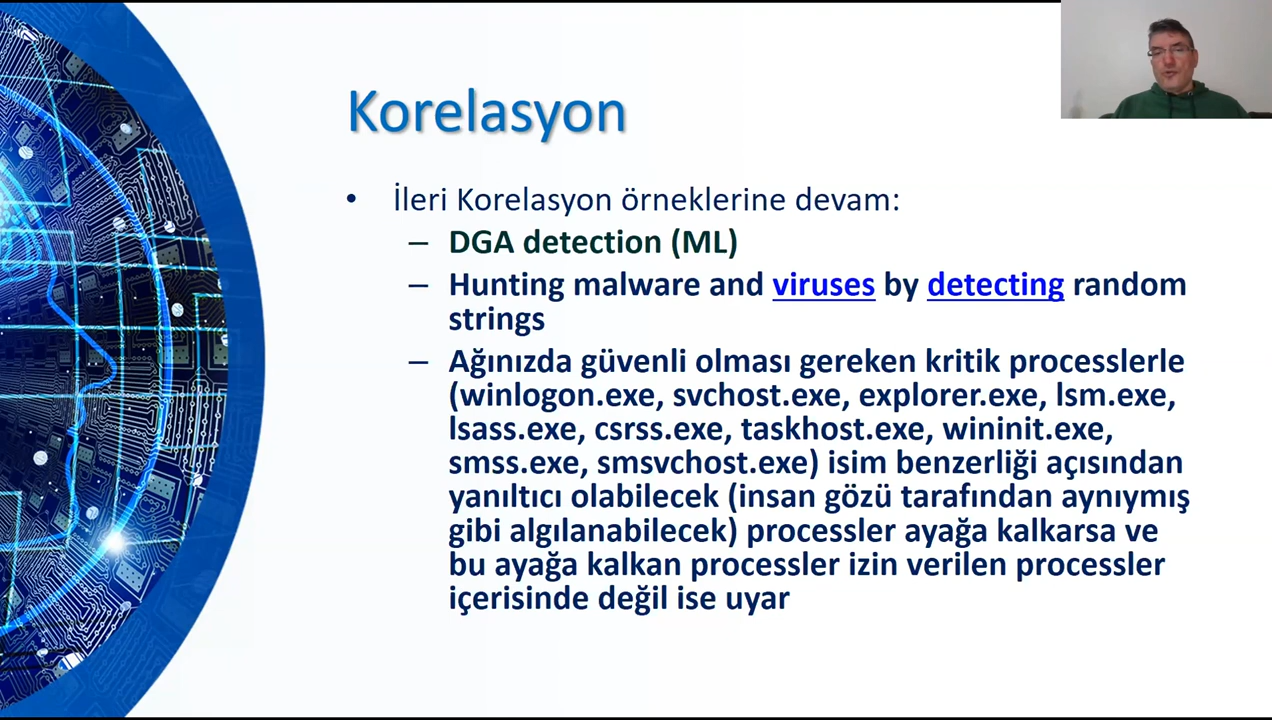 Korelasyon
• İleri Korelasyon örneklerine devam:
– DGA detection (ML)
– Hunting malware and viruses by detecting random
strings
– Ağınızda güvenli olması gereken kritik processlerle
(winlogon.exe, svchost.exe, explorer.exe, lsm.exe,
lsass.exe, csrss.exe, taskhost.exe, wininit.exe,
smss.exe, smsvchost.exe) isim benzerliği açısından
yanıltıcı olabilecek (insan gözü tarafından aynıymış
gibi algılanabilecek) processler ayağa kalkarsa ve
bu ayağa kalkan processler izin verilen processler
içerisinde değil ise uyar